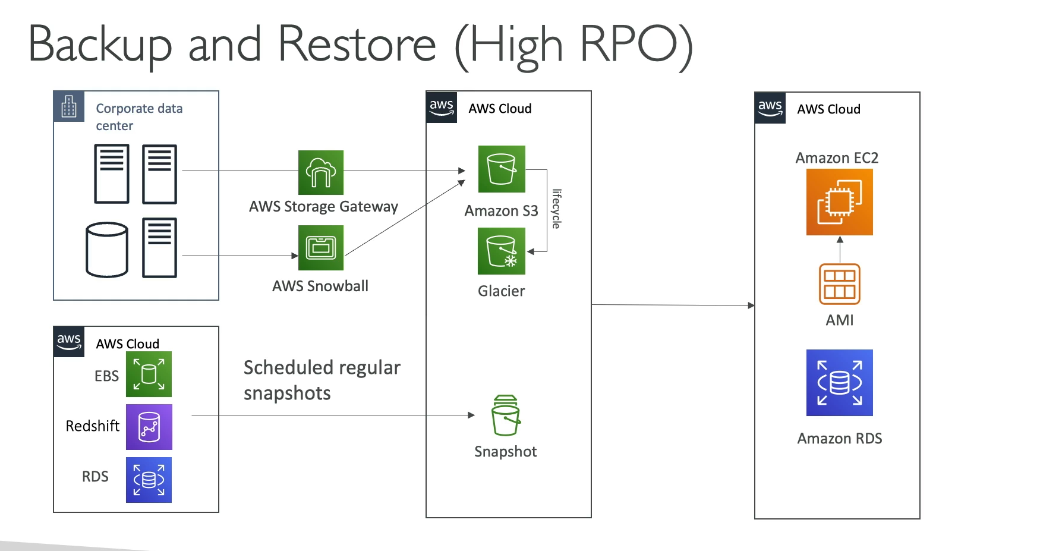 Backup and Restore (High RPO)
Corporate data
center
AWS Storage Gateway
AWS Snowball
aws
AWS Cloud
EBS
Redshift
RDS
Scheduled regular
snapshots
aws
AWS Cloud
Amazon S3
lifecycle
Glacier
Snapshot
aws
AWS Cloud
Amazon EC2
AMI
Amazon RDS